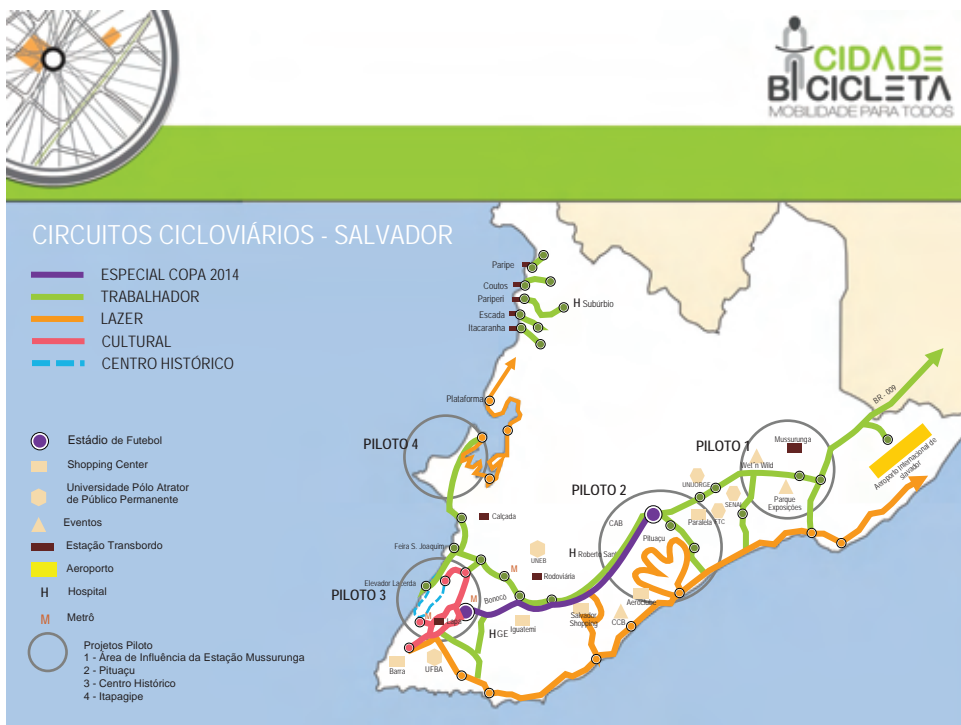 CIDADE
BICICLETA
MOBILIDADE PARA TODOS
CIRCUITOS CICLOVIÁRIOS - SALVADOR
ESPECIAL COPA 2014
TRABALHADOR
LAZER
CULTURAL
CENTRO HISTÓRICO
Estádio de Futebol
Shopping Center
Universidade Pólo Atrator
de Público Permanente
Eventos
Estação Transbordo
Aeroporto
H Hospital
M Metrô
Projetos Piloto
1 - Área de Influência da Estação Mussurunga
2 - Pituaçu
3 - Centro Histórico
4 - Itapagipe
Paripe
Coutos
Pariperi
H Subúrbio
Escada
Itacaranha
Plataforma
BR - 009
PILOTO 4
PILOTO 1
Mussurunga
Wet'n Wild
Aeroporto Internacional de
slavador
PILOTO 2
UNIJORGE
SENAI
Parque
Exposições
Calçada
CAB
Paralela
FTC
Pituaçu
Feira S. Joaquim
UNEB
H Roberto Sant
M
Rodoviária
Elevador Lacerda
PILOTO 3
M
Bonocô
M
Lapa
Aeroclube
Salvador
Shopping
CCB
Iguatemi
H GE
Barra
UFBA